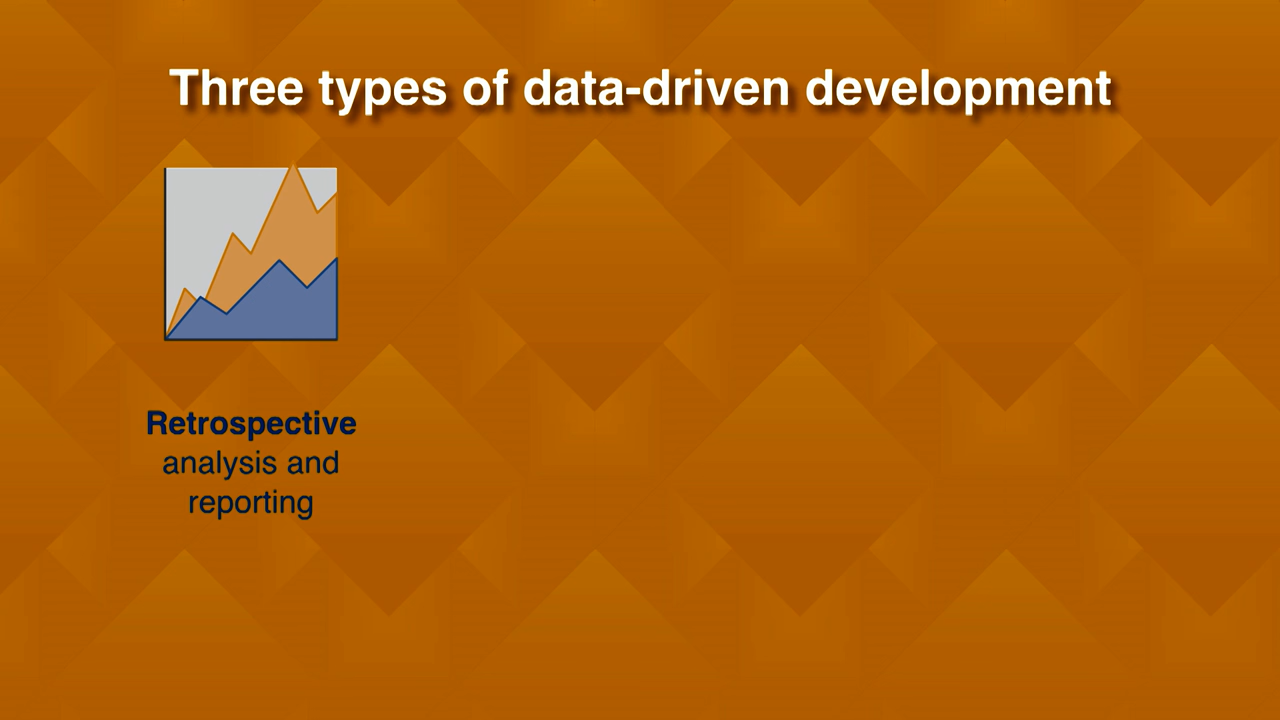 Three types of data-driven development
Retrospective
analysis and
reporting